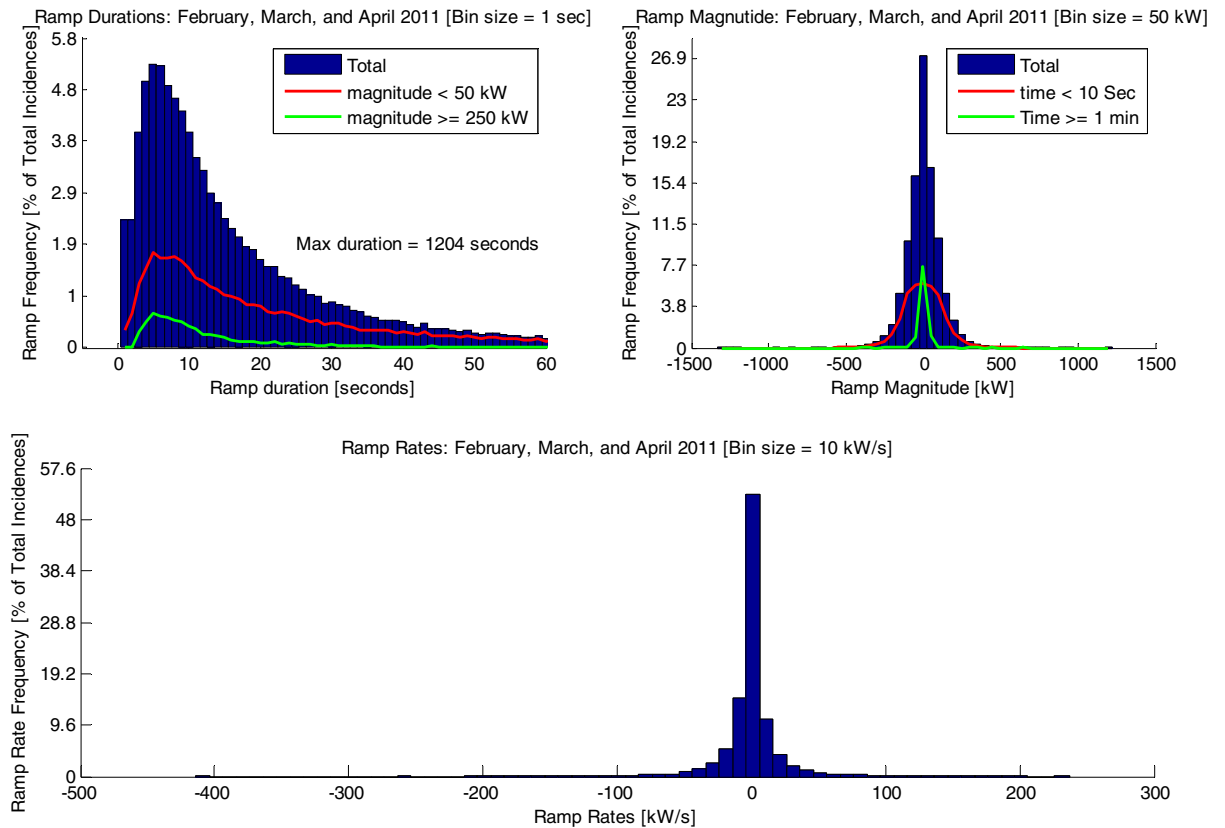 Ramp Durations: February, March, and April 2011 [Bin size = 1 sec]
Ramp Frequency [% of Total Incidences]
5.8
4.8
3.8
2.9
1.9
1
0
Total
magnitude < 50 kW
magnitude >= 250 kW
Max duration = 1204 seconds
0 10 20 30 40 50 60
Ramp duration [seconds]
Ramp Magnutide: February, March, and April 2011 [Bin size = 50 kW]
Ramp Frequency [% of Total Incidences]
26.9
23
19.2
15.4
11.5
7.7
3.8
0
Total
time < 10 Sec
Time >= 1 min
-1500 -1000 -500 0 500 1000 1500
Ramp Magnitude [kW]
Ramp Rates: February, March, and April 2011 [Bin size = 10 kW/s]
Ramp Rate Frequency [% of Total Incidences]
57.6
48
38.4
28.8
19.2
9.6
0
-500 -400 -300 -200 -100 0 100 200 300
Ramp Rates [kW/s]